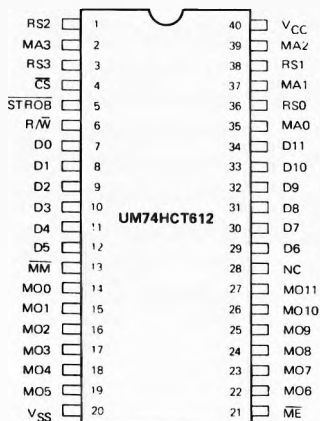 RS2 1 40 VCC
MA3 2 39 MA2
RS3 3 38 RS1
CS 4 37 MA1
STROB 5 36 RS0
R/W 6 35 MA0
D0 7 34 D11
D1 8 33 D10
D2 9 32 D9
D3 10 31 D8
UM74HCT612
D4 11 30 D7
D5 12 29 D6
MM 13 28 NC
MO0 14 27 MO11
MO1 15 26 MO10
MO2 16 25 MO9
MO3 17 24 MO8
MO4 18 23 MO7
MO5 19 22 MO6
VSS 20 21 ME